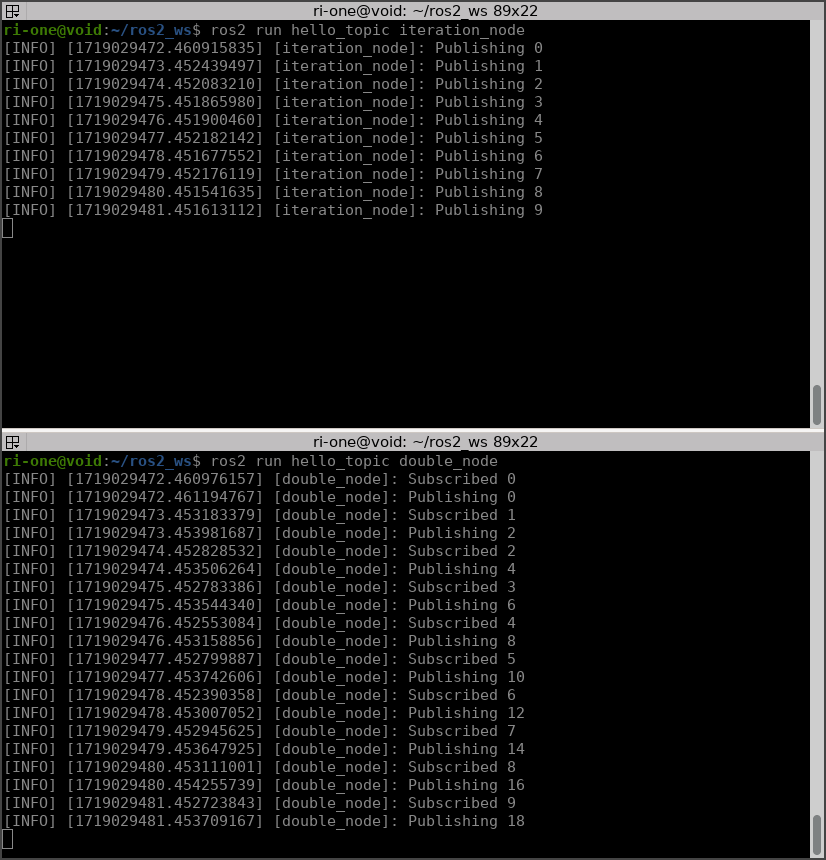 ri-one@void: ~/ros2_ws 89x22
ri-one@void:~/ros2_ws$ ros2 run hello_topic iteration_node
[INFO] [1719029472.460915835] [iteration_node]: Publishing 0
[INFO] [1719029473.452439497] [iteration_node]: Publishing 1
[INFO] [1719029474.452083210] [iteration_node]: Publishing 2
[INFO] [1719029475.451865980] [iteration_node]: Publishing 3
[INFO] [1719029476.451900460] [iteration_node]: Publishing 4
[INFO] [1719029477.452182142] [iteration_node]: Publishing 5
[INFO] [1719029478.451677552] [iteration_node]: Publishing 6
[INFO] [1719029479.452176119] [iteration_node]: Publishing 7
[INFO] [1719029480.451541635] [iteration_node]: Publishing 8
[INFO] [1719029481.451613112] [iteration_node]: Publishing 9
ri-one@void: ~/ros2_ws 89x22
ri-one@void:~/ros2_ws$ ros2 run hello_topic double_node
[INFO] [1719029472.460976157] [double_node]: Subscribed 0
[INFO] [1719029472.461194767] [double_node]: Publishing 0
[INFO] [1719029473.453183379] [double_node]: Subscribed 1
[INFO] [1719029473.453981687] [double_node]: Publishing 2
[INFO] [1719029474.452828532] [double_node]: Subscribed 2
[INFO] [1719029474.453506264] [double_node]: Publishing 4
[INFO] [1719029475.452783386] [double_node]: Subscribed 3
[INFO] [1719029475.453544340] [double_node]: Publishing 6
[INFO] [1719029476.452553084] [double_node]: Subscribed 4
[INFO] [1719029476.453158856] [double_node]: Publishing 8
[INFO] [1719029477.452799887] [double_node]: Subscribed 5
[INFO] [1719029477.453742606] [double_node]: Publishing 10
[INFO] [1719029478.452390358] [double_node]: Subscribed 6
[INFO] [1719029478.453007052] [double_node]: Publishing 12
[INFO] [1719029479.452945625] [double_node]: Subscribed 7
[INFO] [1719029479.453647925] [double_node]: Publishing 14
[INFO] [1719029480.453111001] [double_node]: Subscribed 8
[INFO] [1719029480.454255739] [double_node]: Publishing 16
[INFO] [1719029481.452723843] [double_node]: Subscribed 9
[INFO] [1719029481.453709167] [double_node]: Publishing 18